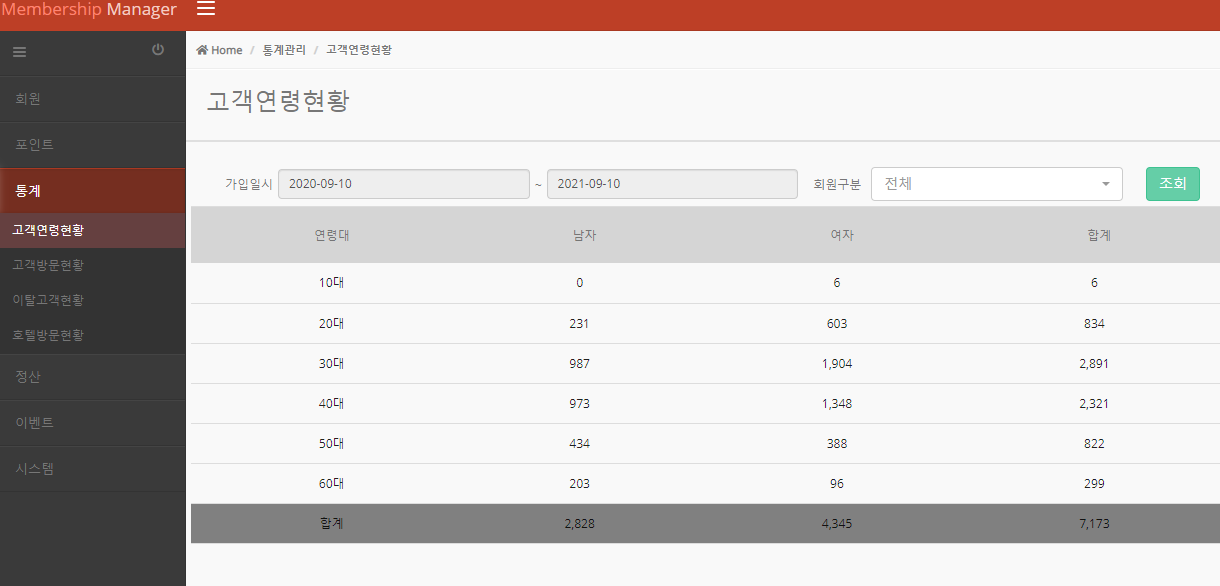 Membership Manager
Home / 통계관리 / 고객연령현황
회원
포인트
통계
고객연령현황
고객방문현황
이탈고객현황
호텔방문현황
정산
이벤트
시스템
고객연령현황
가입일시 2020-09-10 ~ 2021-09-10 회원구분 전체 조회
연령대 남자 여자 합계
10대 0 6 6
20대 231 603 834
30대 987 1,904 2,891
40대 973 1,348 2,321
50대 434 388 822
60대 203 96 299
합계 2,828 4,345 7,173